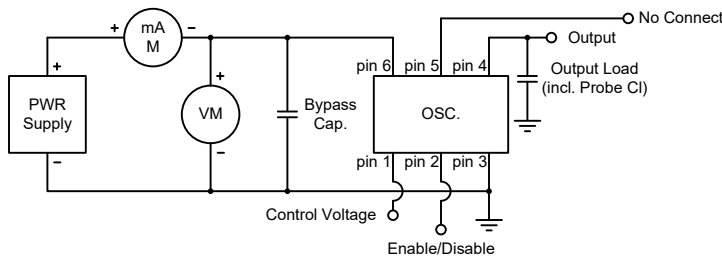 mA
M
+
−
No Connect
Output
+
PWR
Supply
−
+
VM
−
Bypass
Cap.
pin 6
pin 5
pin 4
OSC.
Output Load
(incl. Probe Cl)
pin 1
pin 2
pin 3
Control Voltage
Enable/Disable